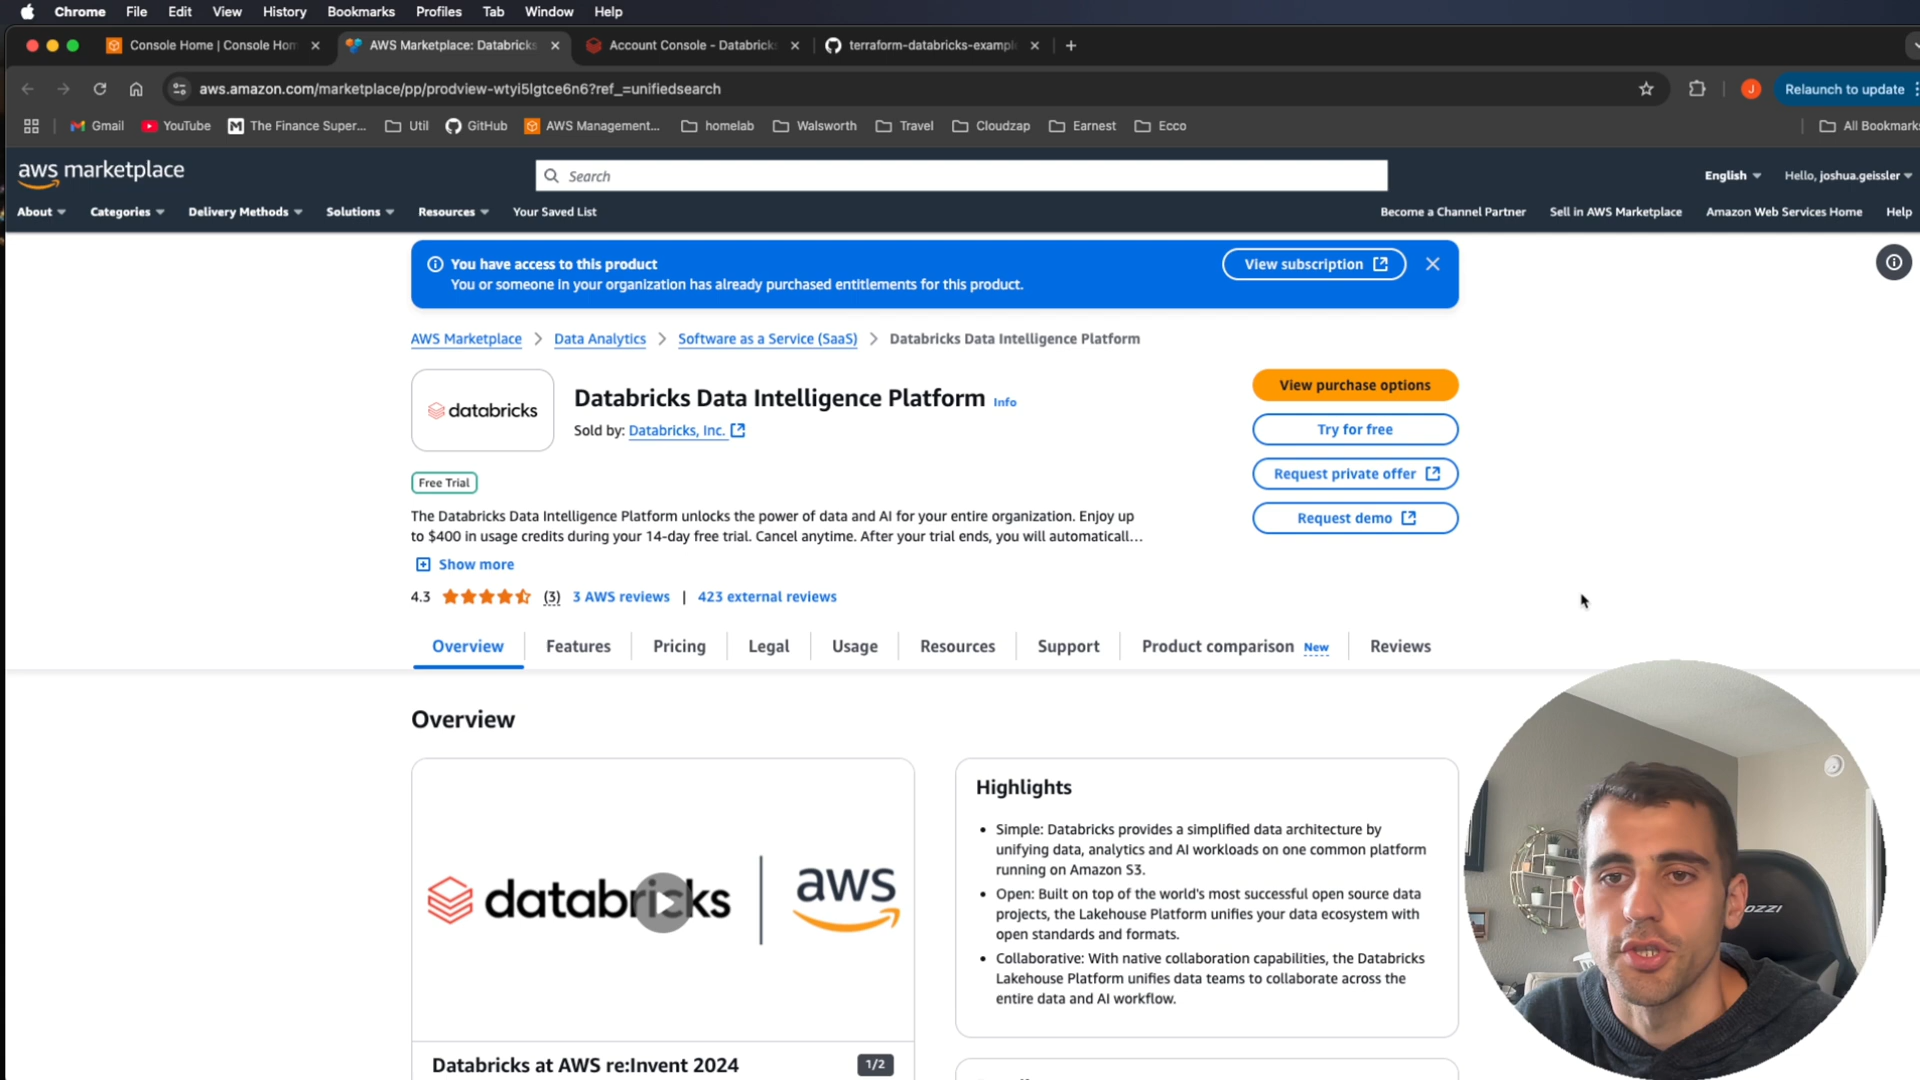 Chrome File Edit View History Bookmarks Profiles Tab Window Help
Console Home | Console Hom
AWS Marketplace: Databricks
Account Console - Databricks
terraform-databricks-exampl
aws.amazon.com/marketplace/pp/prodview-wtyi5lgtce6n6?ref_=unifiedsearch
J
Relaunch to update
Gmail YouTube The Finance Super... Util GitHub AWS Management... homelab Walsworth Travel Cloudzap Earnest Ecco All Bookmarks
aws marketplace
Search
English
Hello, joshua.geissler
About Categories Delivery Methods Solutions Resources Your Saved List Become a Channel Partner Sell in AWS Marketplace Amazon Web Services Home Help
You have access to this product
You or someone in your organization has already purchased entitlements for this product.
View subscription
AWS Marketplace > Data Analytics > Software as a Service (SaaS) > Databricks Data Intelligence Platform
databricks
Databricks Data Intelligence Platform Info
Sold by: Databricks, Inc.
View purchase options
Try for free
Request private offer
Request demo
Free Trial
The Databricks Data Intelligence Platform unlocks the power of data and AI for your entire organization. Enjoy up
to $400 in usage credits during your 14-day free trial. Cancel anytime. After your trial ends, you will automaticall...
Show more
4.3 (3) 3 AWS reviews | 423 external reviews
Overview Features Pricing Legal Usage Resources Support Product comparison New Reviews
Overview
databricks | aws
Databricks at AWS re:Invent 2024
1/2
Highlights
• Simple: Databricks provides a simplified data architecture by
unifying data, analytics and AI workloads on one common platform
running on Amazon S3.
• Open: Built on top of the world's most successful open source data
projects, the Lakehouse Platform unifies your data ecosystem with
open standards and formats.
• Collaborative: With native collaboration capabilities, the Databricks
Lakehouse Platform unifies data teams to collaborate across the
entire data and AI workflow.
OZZI